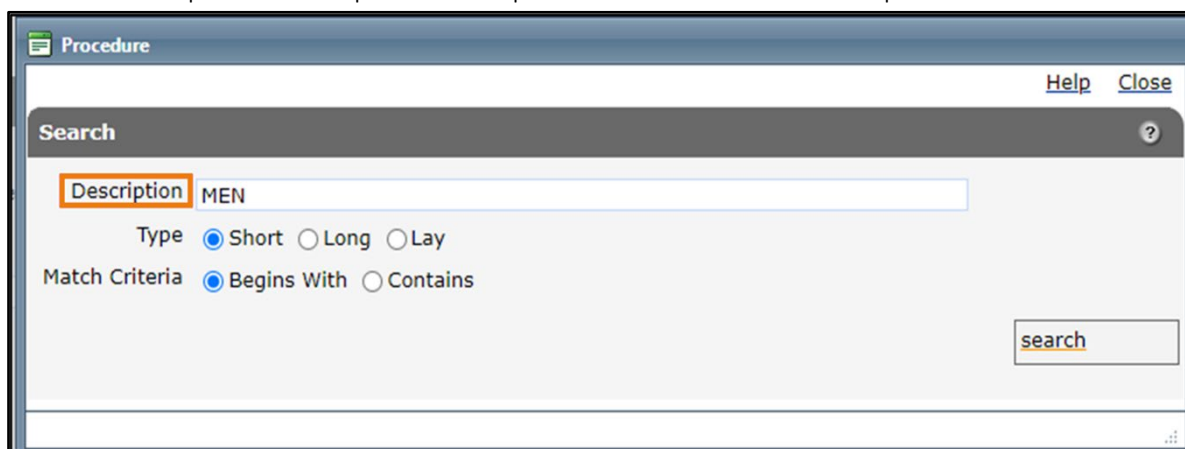 Procedure
Help Close
Search ?
Description MEN
Type Short Long Lay
Match Criteria Begins With Contains
search